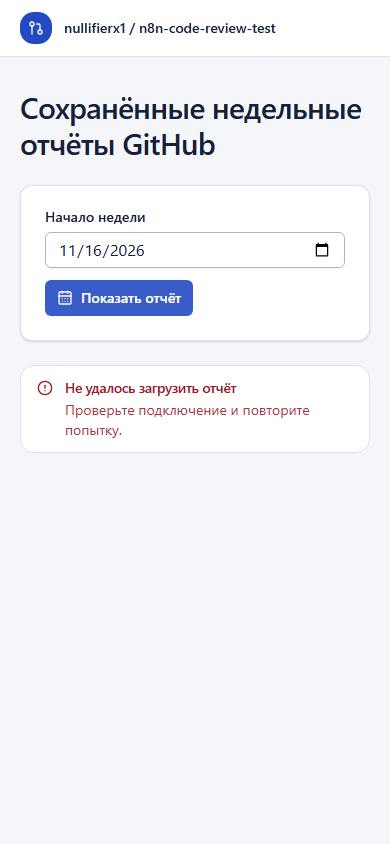 nullifierx1 / n8n-code-review-test
Сохранённые недельные
отчёты GitHub
Начало недели
11/16/2026
Показать отчёт
Не удалось загрузить отчёт
Проверьте подключение и повторите
попытку.